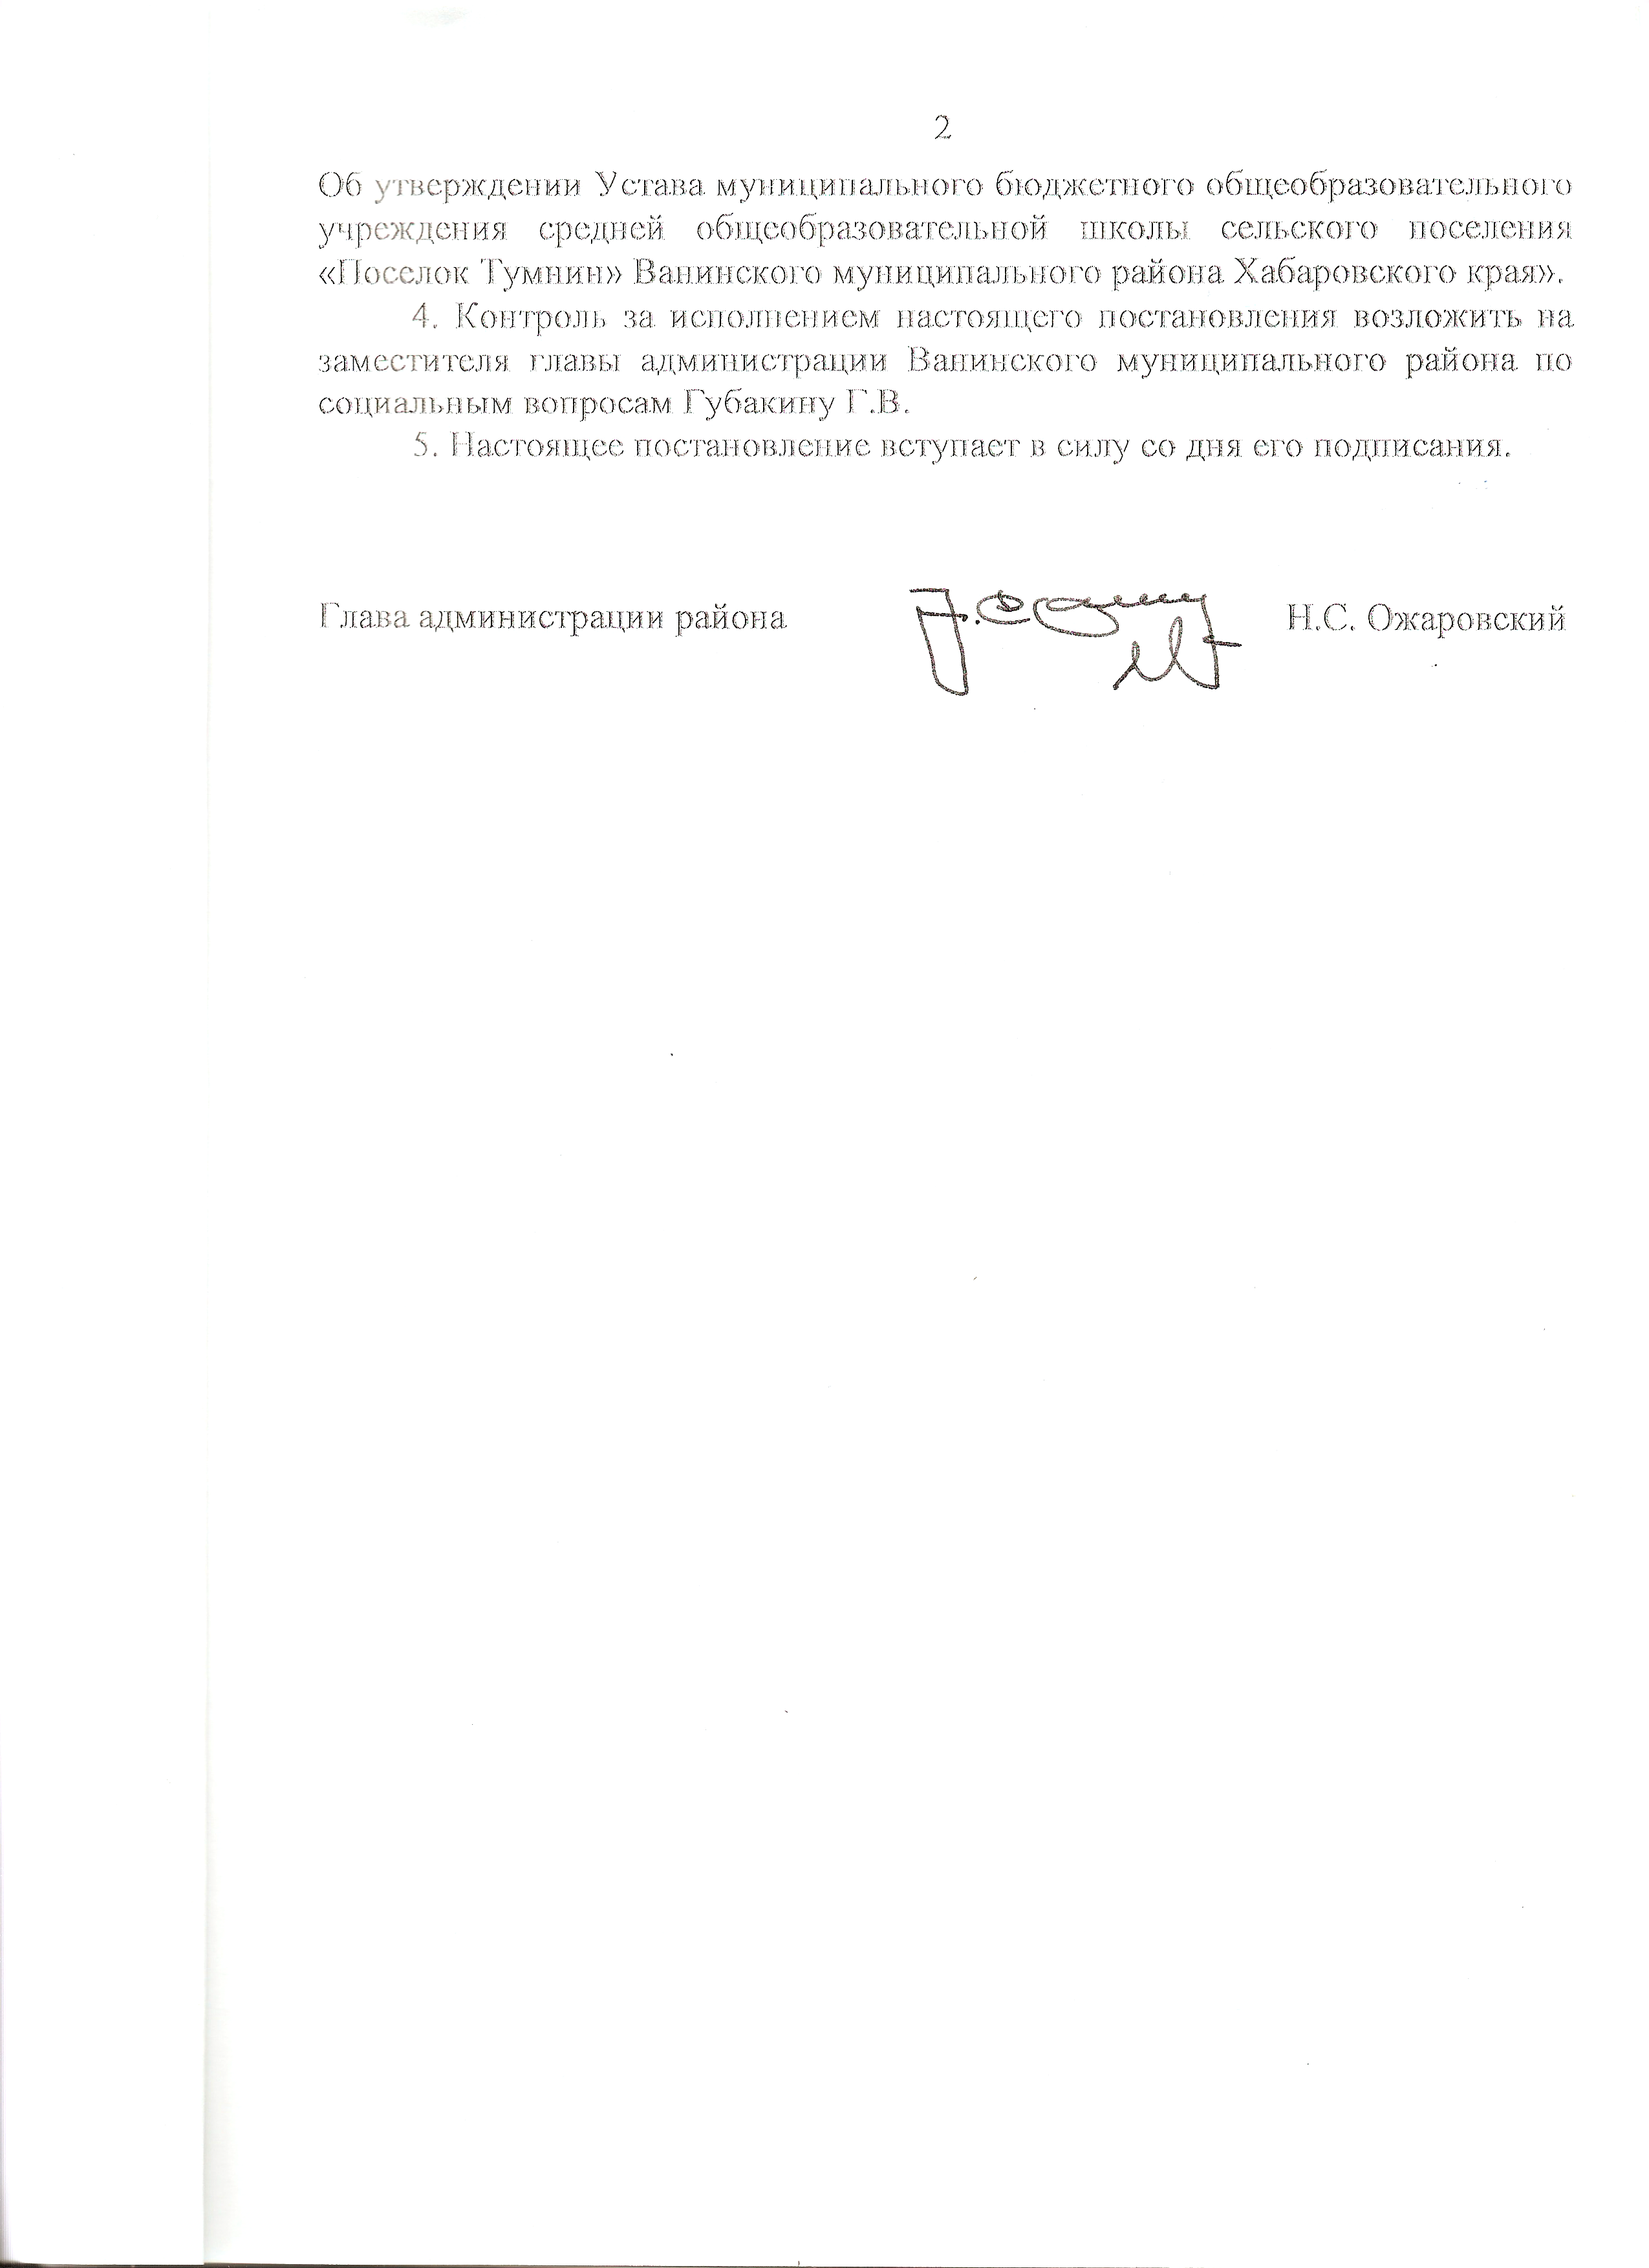 2
Об утверждении Устава муниципального бюджетного общеобразовательного
учреждения средней общеобразовательной школы сельского поселения
«Поселок Тумнин» Ванинского муниципального района Хабаровского края».
4. Контроль за исполнением настоящего постановления возложить на
заместителя главы администрации Ванинского муниципального района по
социальным вопросам Губакину Г.В.
5. Настоящее постановление вступает в силу со дня его подписания.
Глава администрации района Н.С. Ожаровский